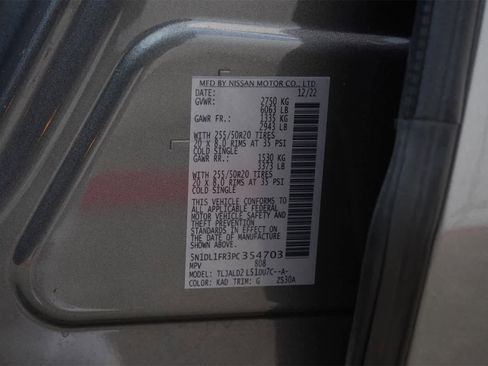 MFD BY NISSAN MOTOR CO., LTD.
DATE: 12/22
GVWR: 2750 KG
6063 LB
GAWR FR.: 1335 KG
2943 LB
WITH 255/50R20 TIRES
20 x 8.0 RIMS AT 35 PSI
COLD SINGLE
GAWR RR.: 1530 KG
3373 LB
WITH 255/50R20 TIRES
20 x 8.0 RIMS AT 35 PSI
COLD SINGLE
THIS VEHICLE CONFORMS TO
ALL APPLICABLE FEDERAL
MOTOR VEHICLE SAFETY AND
THEFT PREVENTION
STANDARDS IN EFFECT ON
THE DATE OF MANUFACTURE
SHOWN ABOVE.
5N1DL1FR3PC354703
MPV 808
MODEL: TLJALD2 LS1UU7C--A-
COLOR: KAD TRIM: G ZS30A